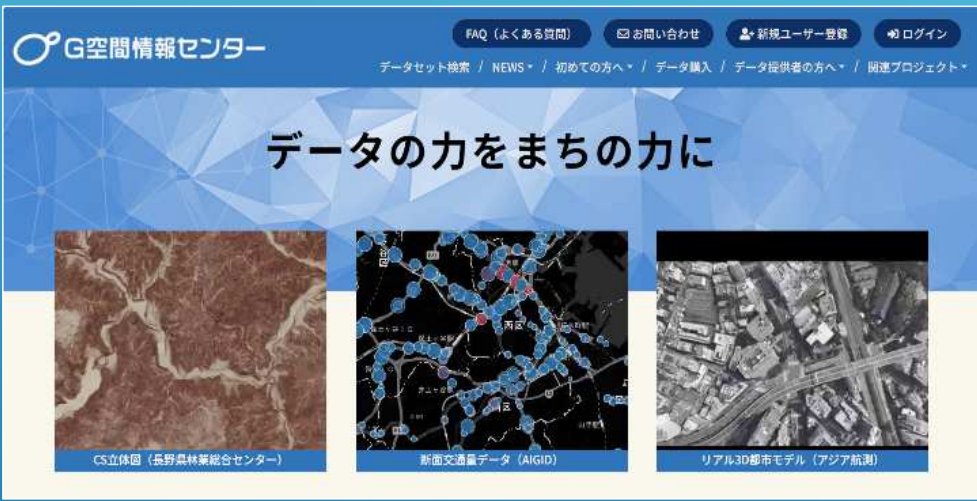 G空間情報センター
FAQ(よくある質問)
お問い合わせ
新規ユーザー登録
ログイン
データセット検索 / NEWS / 初めての方へ / データ購入 / データ提供者の方へ / 関連プロジェクト
データの力をまちの力に
西区
CS立体図(長野県林業総合センター)
断面交通量データ(AIGID)
リアル3D都市モデル(アジア航測)